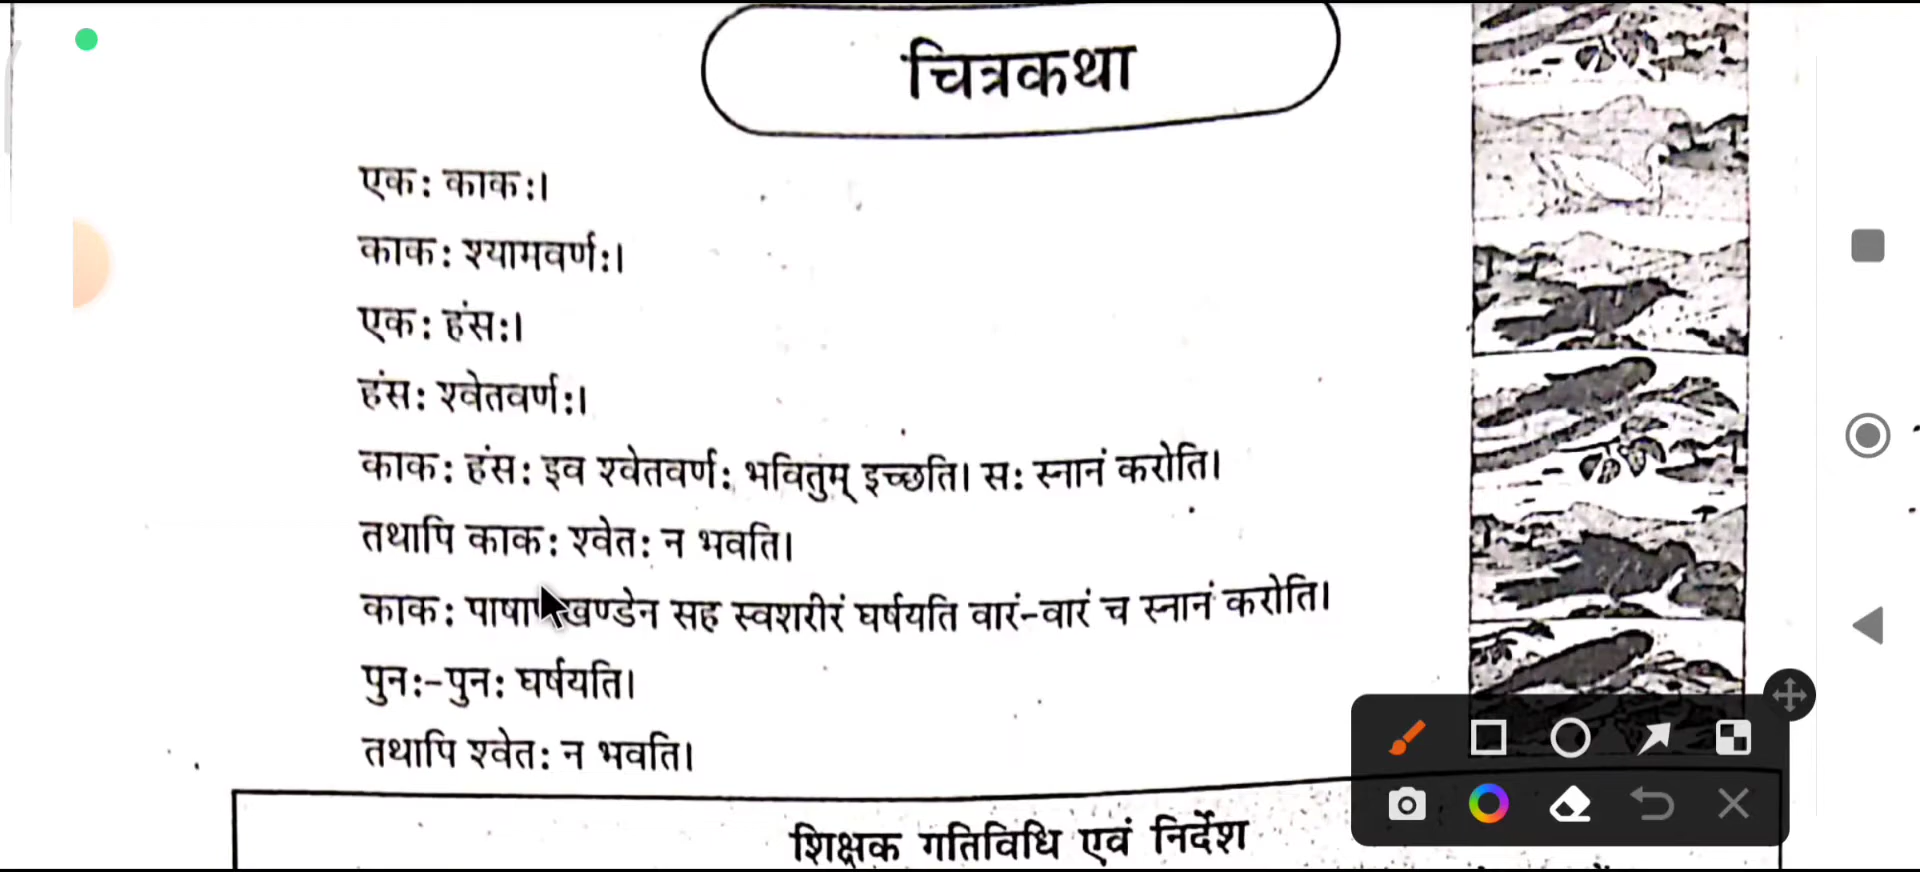 चित्रकथा
एकः काकः।
काकः श्यामवर्णः।
एकः हंसः।
हंसः श्वेतवर्णः।
काकः हंसः इव श्वेतवर्णः भवितुम् इच्छति। सः स्नानं करोति।
तथापि काकः श्वेतः न भवति।
काकः सह स्वशरीरं घर्षयति वारं-वारं च स्नानं करोति।
पुनः-पुनः घर्षयति।
तथापि श्वेतः न भवति।
शिक्षक गतिविधि एवं निर्देश